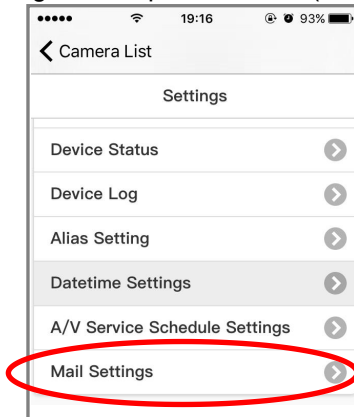 19:16 93%
Camera List
Settings
Device Status
Device Log
Alias Setting
Datetime Settings
A/V Service Schedule Settings
Mail Settings